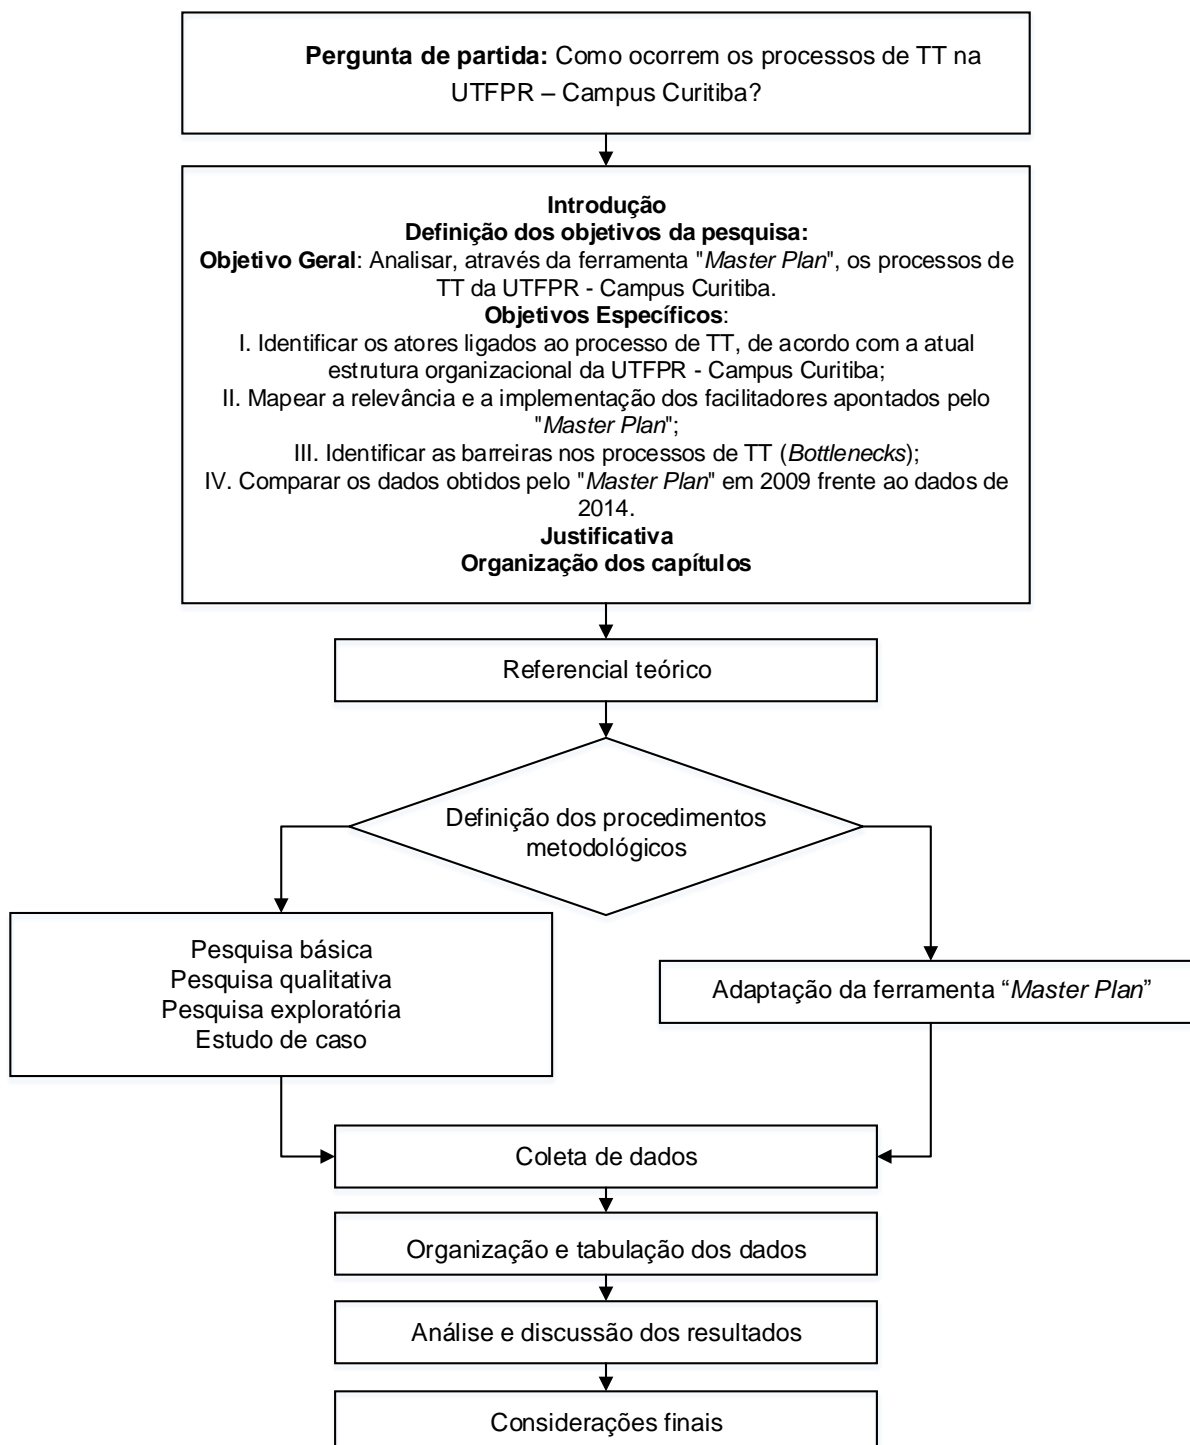 Pergunta de partida: Como ocorrem os processos de TT na
UTFPR – Campus Curitiba?
Introdução
Definição dos objetivos da pesquisa:
Objetivo Geral: Analisar, através da ferramenta "Master Plan", os processos de
TT da UTFPR - Campus Curitiba.
Objetivos Específicos:
I. Identificar os atores ligados ao processo de TT, de acordo com a atual
estrutura organizacional da UTFPR - Campus Curitiba;
II. Mapear a relevância e a implementação dos facilitadores apontados pelo
"Master Plan";
III. Identificar as barreiras nos processos de TT (Bottlenecks);
IV. Comparar os dados obtidos pelo "Master Plan" em 2009 frente ao dados de
2014.
Justificativa
Organização dos capítulos
Referencial teórico
Definição dos procedimentos
metodológicos
Pesquisa básica
Pesquisa qualitativa
Pesquisa exploratória
Estudo de caso
Adaptação da ferramenta “Master Plan”
Coleta de dados
Organização e tabulação dos dados
Análise e discussão dos resultados
Considerações finais